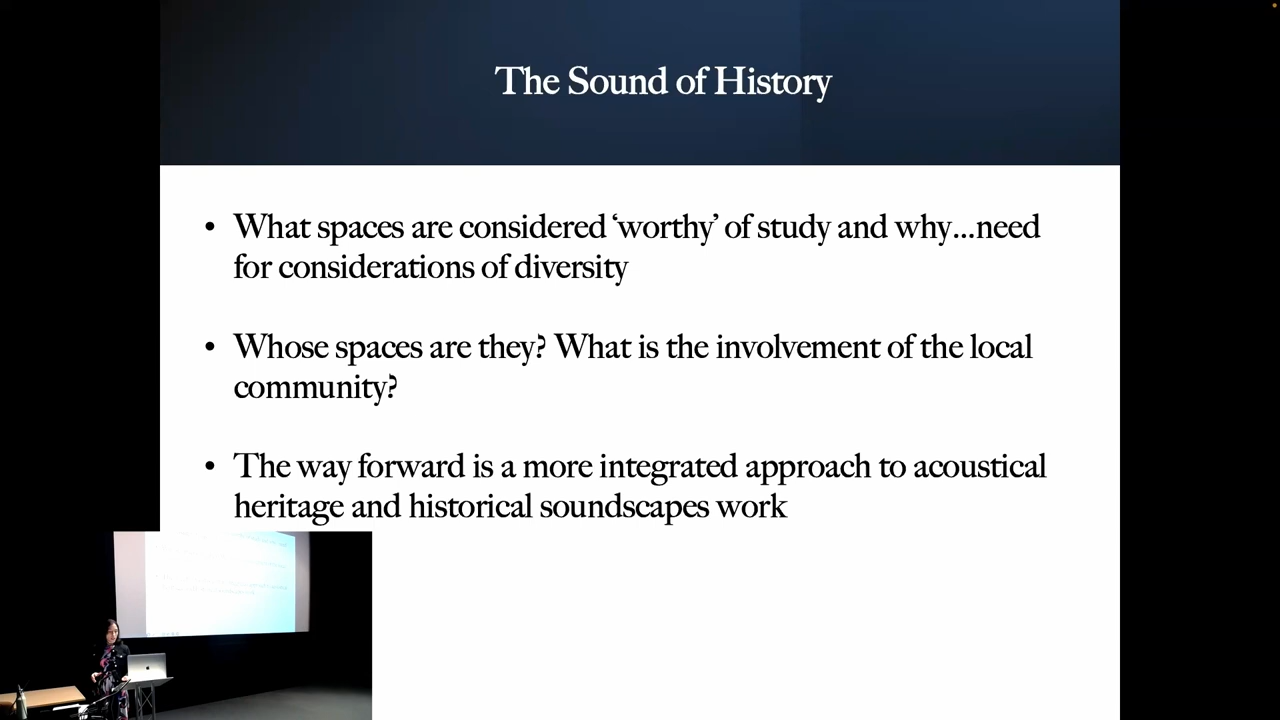 The Sound of History
• What spaces are considered ‘worthy’ of study and why...need
for considerations of diversity
• Whose spaces are they? What is the involvement of the local
community?
• The way forward is a more integrated approach to acoustical
heritage and historical soundscapes work